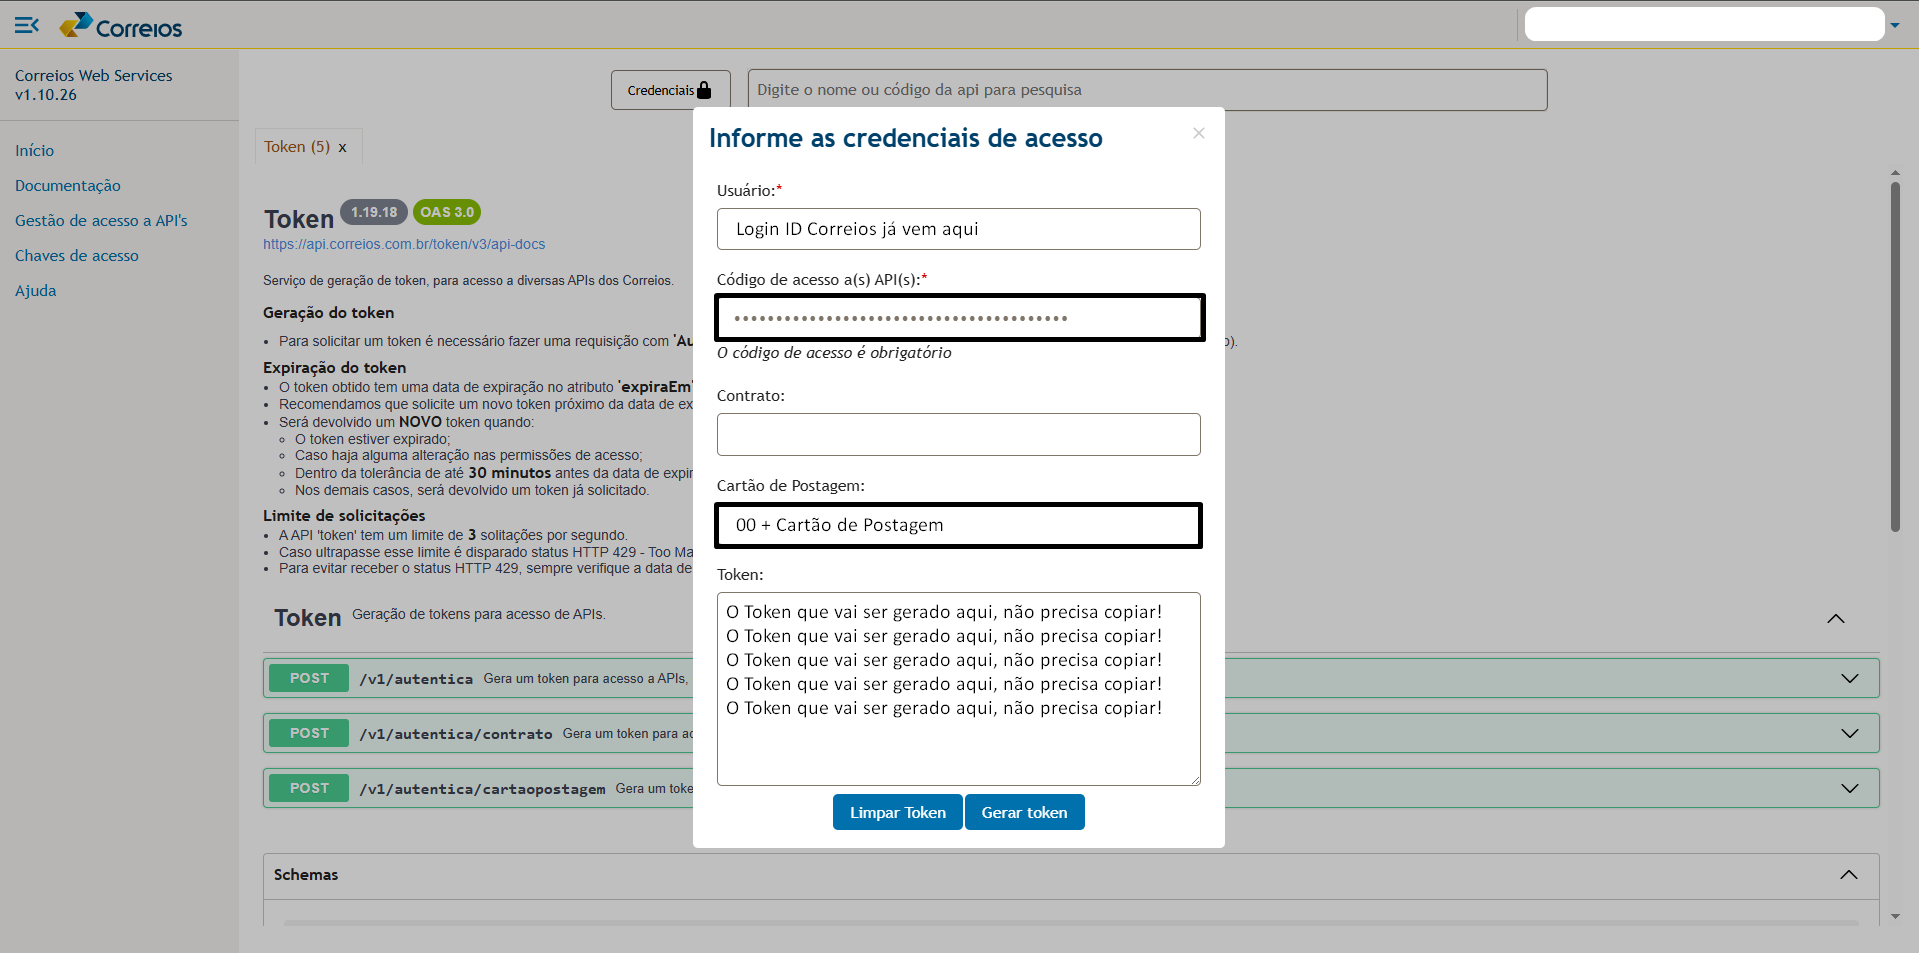 Correios
Correios Web Services
v1.10.26
Início
Documentação
Gestão de acesso a API's
Chaves de acesso
Ajuda
Credenciais
Digite o nome ou código da api para pesquisa
Token (5) x
Token 1.19.18 OAS 3.0
https://api.correios.com.br/token/v3/api-docs
Serviço de geração de token, para acesso a diversas APIs dos Correios.
Geração do token
Para solicitar um token é necessário fazer uma requisição com 'Au
o).
Expiração do token
O token obtido tem uma data de expiração no atributo 'expiraEm'
Recomendamos que solicite um novo token próximo da data de ex
Será devolvido um NOVO token quando:
O token estiver expirado;
Caso haja alguma alteração nas permissões de acesso;
Dentro da tolerância de até 30 minutos antes da data de expir
Nos demais casos, será devolvido um token já solicitado.
Limite de solicitações
A API 'token' tem um limite de 3 solitações por segundo.
Caso ultrapasse esse limite é disparado status HTTP 429 - Too Ma
Para evitar receber o status HTTP 429, sempre verifique a data de
Token Geração de tokens para acesso de APIs.
POST /v1/autentica Gera um token para acesso a APIs,
POST /v1/autentica/contrato Gera um token para ac
POST /v1/autentica/cartaopostagem Gera um toke
Schemas
Informe as credenciais de acesso
×
Usuário:*
Login ID Correios já vem aqui
Código de acesso a(s) API(s):*
O código de acesso é obrigatório
Contrato:
Cartão de Postagem:
00 + Cartão de Postagem
Token:
O Token que vai ser gerado aqui, não precisa copiar!
O Token que vai ser gerado aqui, não precisa copiar!
O Token que vai ser gerado aqui, não precisa copiar!
O Token que vai ser gerado aqui, não precisa copiar!
O Token que vai ser gerado aqui, não precisa copiar!
Limpar Token Gerar token